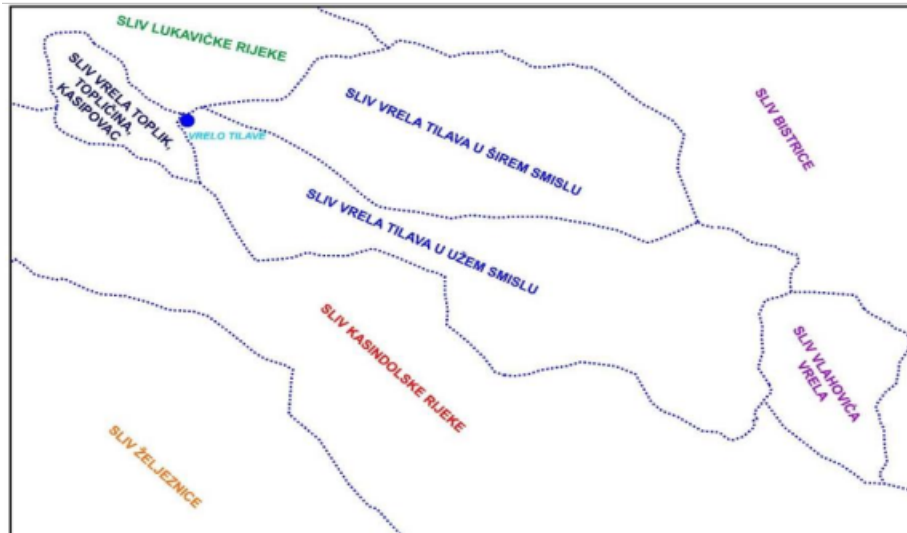 SLIV LUKAVIČKE RIJEKE
SLIV VRELA TOPLIK,
TOPLIČINA,
KASIPOVAC
VRELO TILAVE
SLIV VRELA TILAVA U ŠIREM SMISLU
SLIV BISTRICE
SLIV VRELA TILAVA U UŽEM SMISLU
SLIV KASINDOLSKE RIJEKE
SLIV VLAHOVIĆA
VRELA
SLIV ŽELJEZNICE